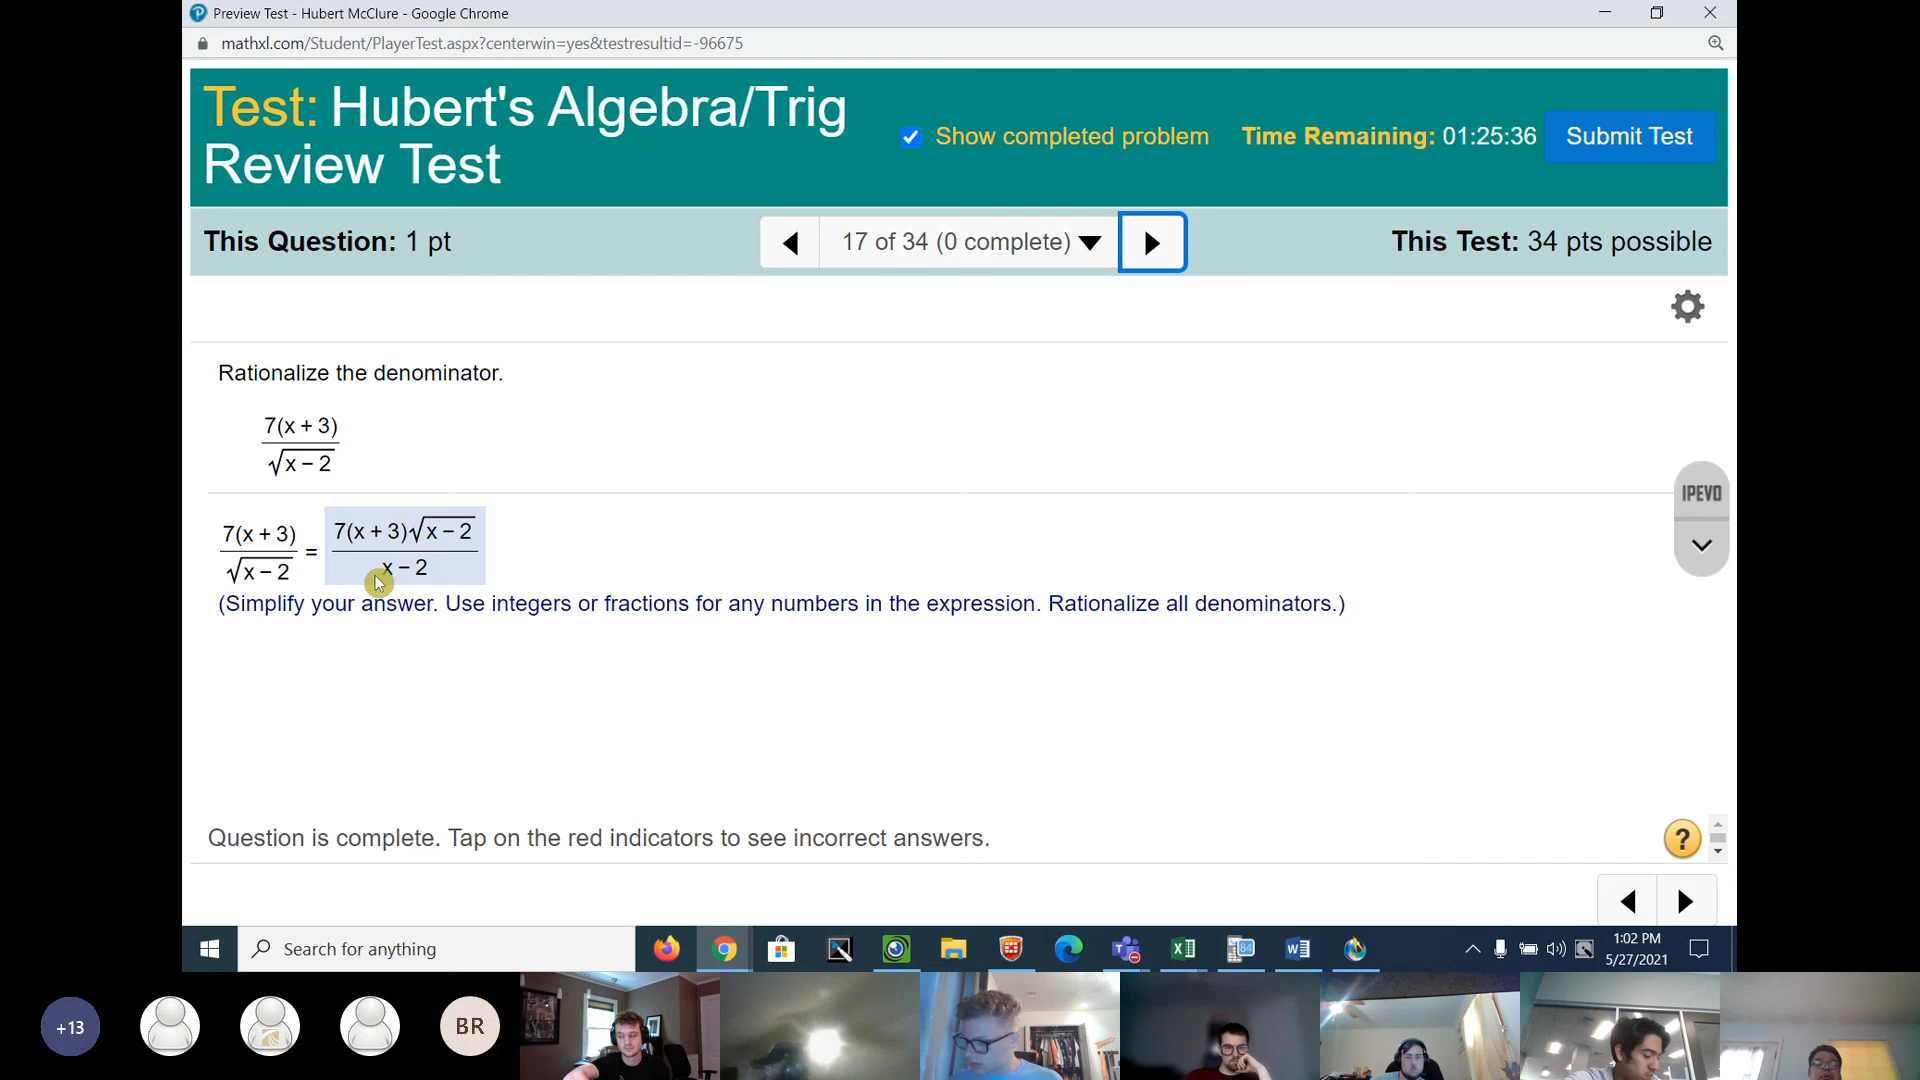 Preview Test - Hubert McClure - Google Chrome
mathxl.com/Student/PlayerTest.aspx?centerwin=yes&testresultid=-96675
Test: Hubert's Algebra/Trig
Review Test
Show completed problem
Time Remaining: 01:25:36
Submit Test
This Question: 1 pt
17 of 34 (0 complete)
This Test: 34 pts possible
Rationalize the denominator.
7(x + 3)
√x − 2
IPEVO
7(x + 3)
√x − 2
=
7(x + 3)√x − 2
x − 2
(Simplify your answer. Use integers or fractions for any numbers in the expression. Rationalize all denominators.)
Question is complete. Tap on the red indicators to see incorrect answers.
?
Search for anything
84
1:02 PM
5/27/2021
+13
BR